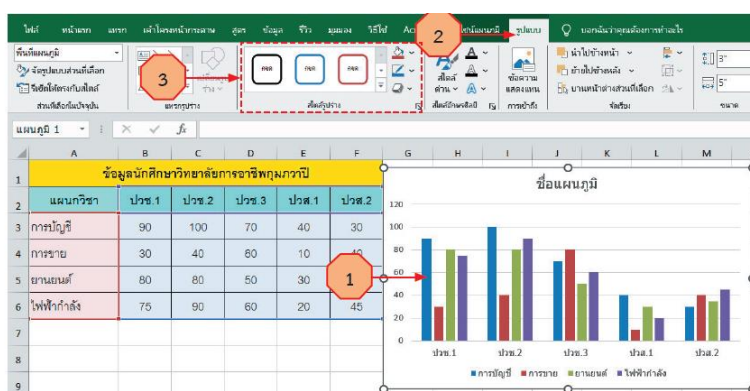 ไฟล์ หน้าแรก แทรก เค้าโครงหน้ากระดาษ สูตร ข้อมูล รีวิว มุมมอง วิธีใช้ รูปแบบ บอกฉันว่าคุณต้องการทำอะไร
2
พื้นที่แผนภูมิ
จัดรูปแบบส่วนที่เลือก
รีเซ็ตให้ตรงกับสไตล์
ส่วนที่เลือกในปัจจุบัน
แทรกรูปร่าง
3
สไตล์รูปร่าง
สไตล์ด่วน
สไตล์อักษรศิลป์
ข้อความแสดงแทน
การเข้าถึง
นำไปข้างหน้า
ย้ายไปข้างหลัง
บานหน้าต่างส่วนที่เลือก
จัดเรียง
3"
5"
ขนาด
แผนภูมิ 1 fx
A B C D E F G H I J K L M
1 ข้อมูลนักศึกษาวิทยาลัยการอาชีพกุมภวาปี
2 แผนกวิชา ปวช.1 ปวช.2 ปวช.3 ปวส.1 ปวส.2
3 การบัญชี 90 100 70 40 30
4 การขาย 30 40 80 10 40
5 ยานยนต์ 80 80 50 30
6 ไฟฟ้ากำลัง 75 90 60 20 45
7
8
9
1
ชื่อแผนภูมิ
120
100
80
60
40
20
0
ปวช.1 ปวช.2 ปวช.3 ปวส.1 ปวส.2
การบัญชี การขาย ยานยนต์ ไฟฟ้ากำลัง